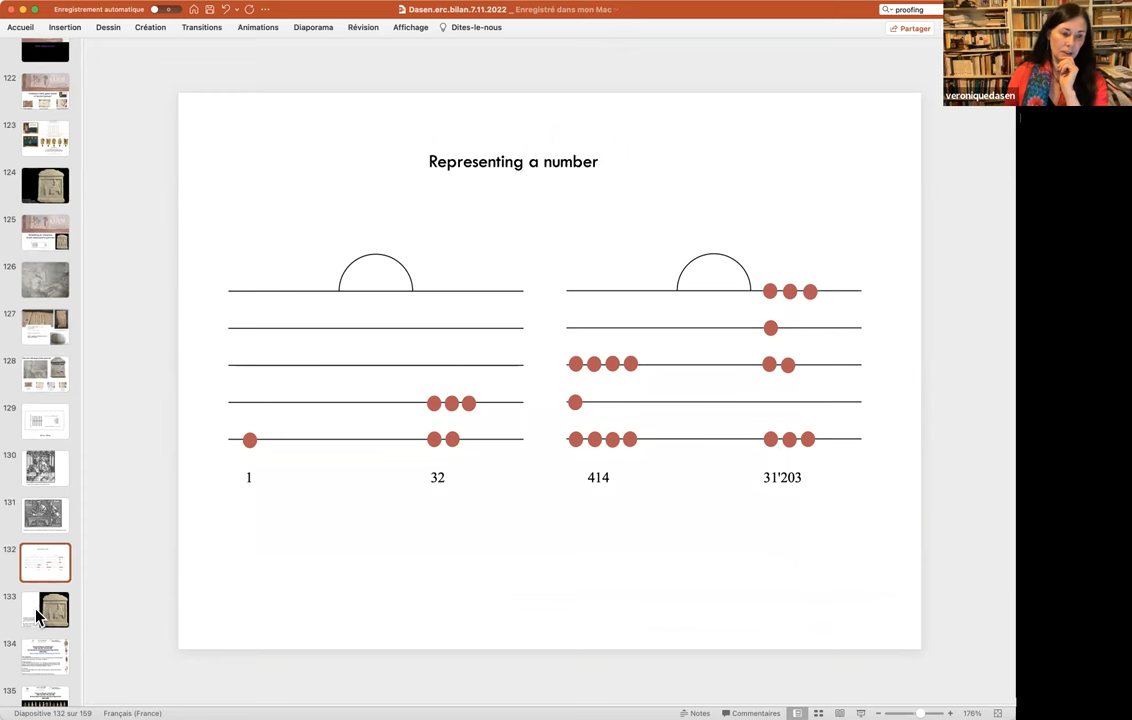 Enregistrement automatique
Dasen.erc.bilan.7.11.2022 _ Enregistré dans mon Mac
proofing
Accueil Insertion Dessin Création Transitions Animations Diaporama Révision Affichage Dites-le-nous
Partager
veroniquedasen
122
123
124
125
126
127
128
129
130
131
132
133
134
135
Representing a number
1 32 414 31'203
Diapositive 132 sur 159 Français (France) Notes Commentaires 176%